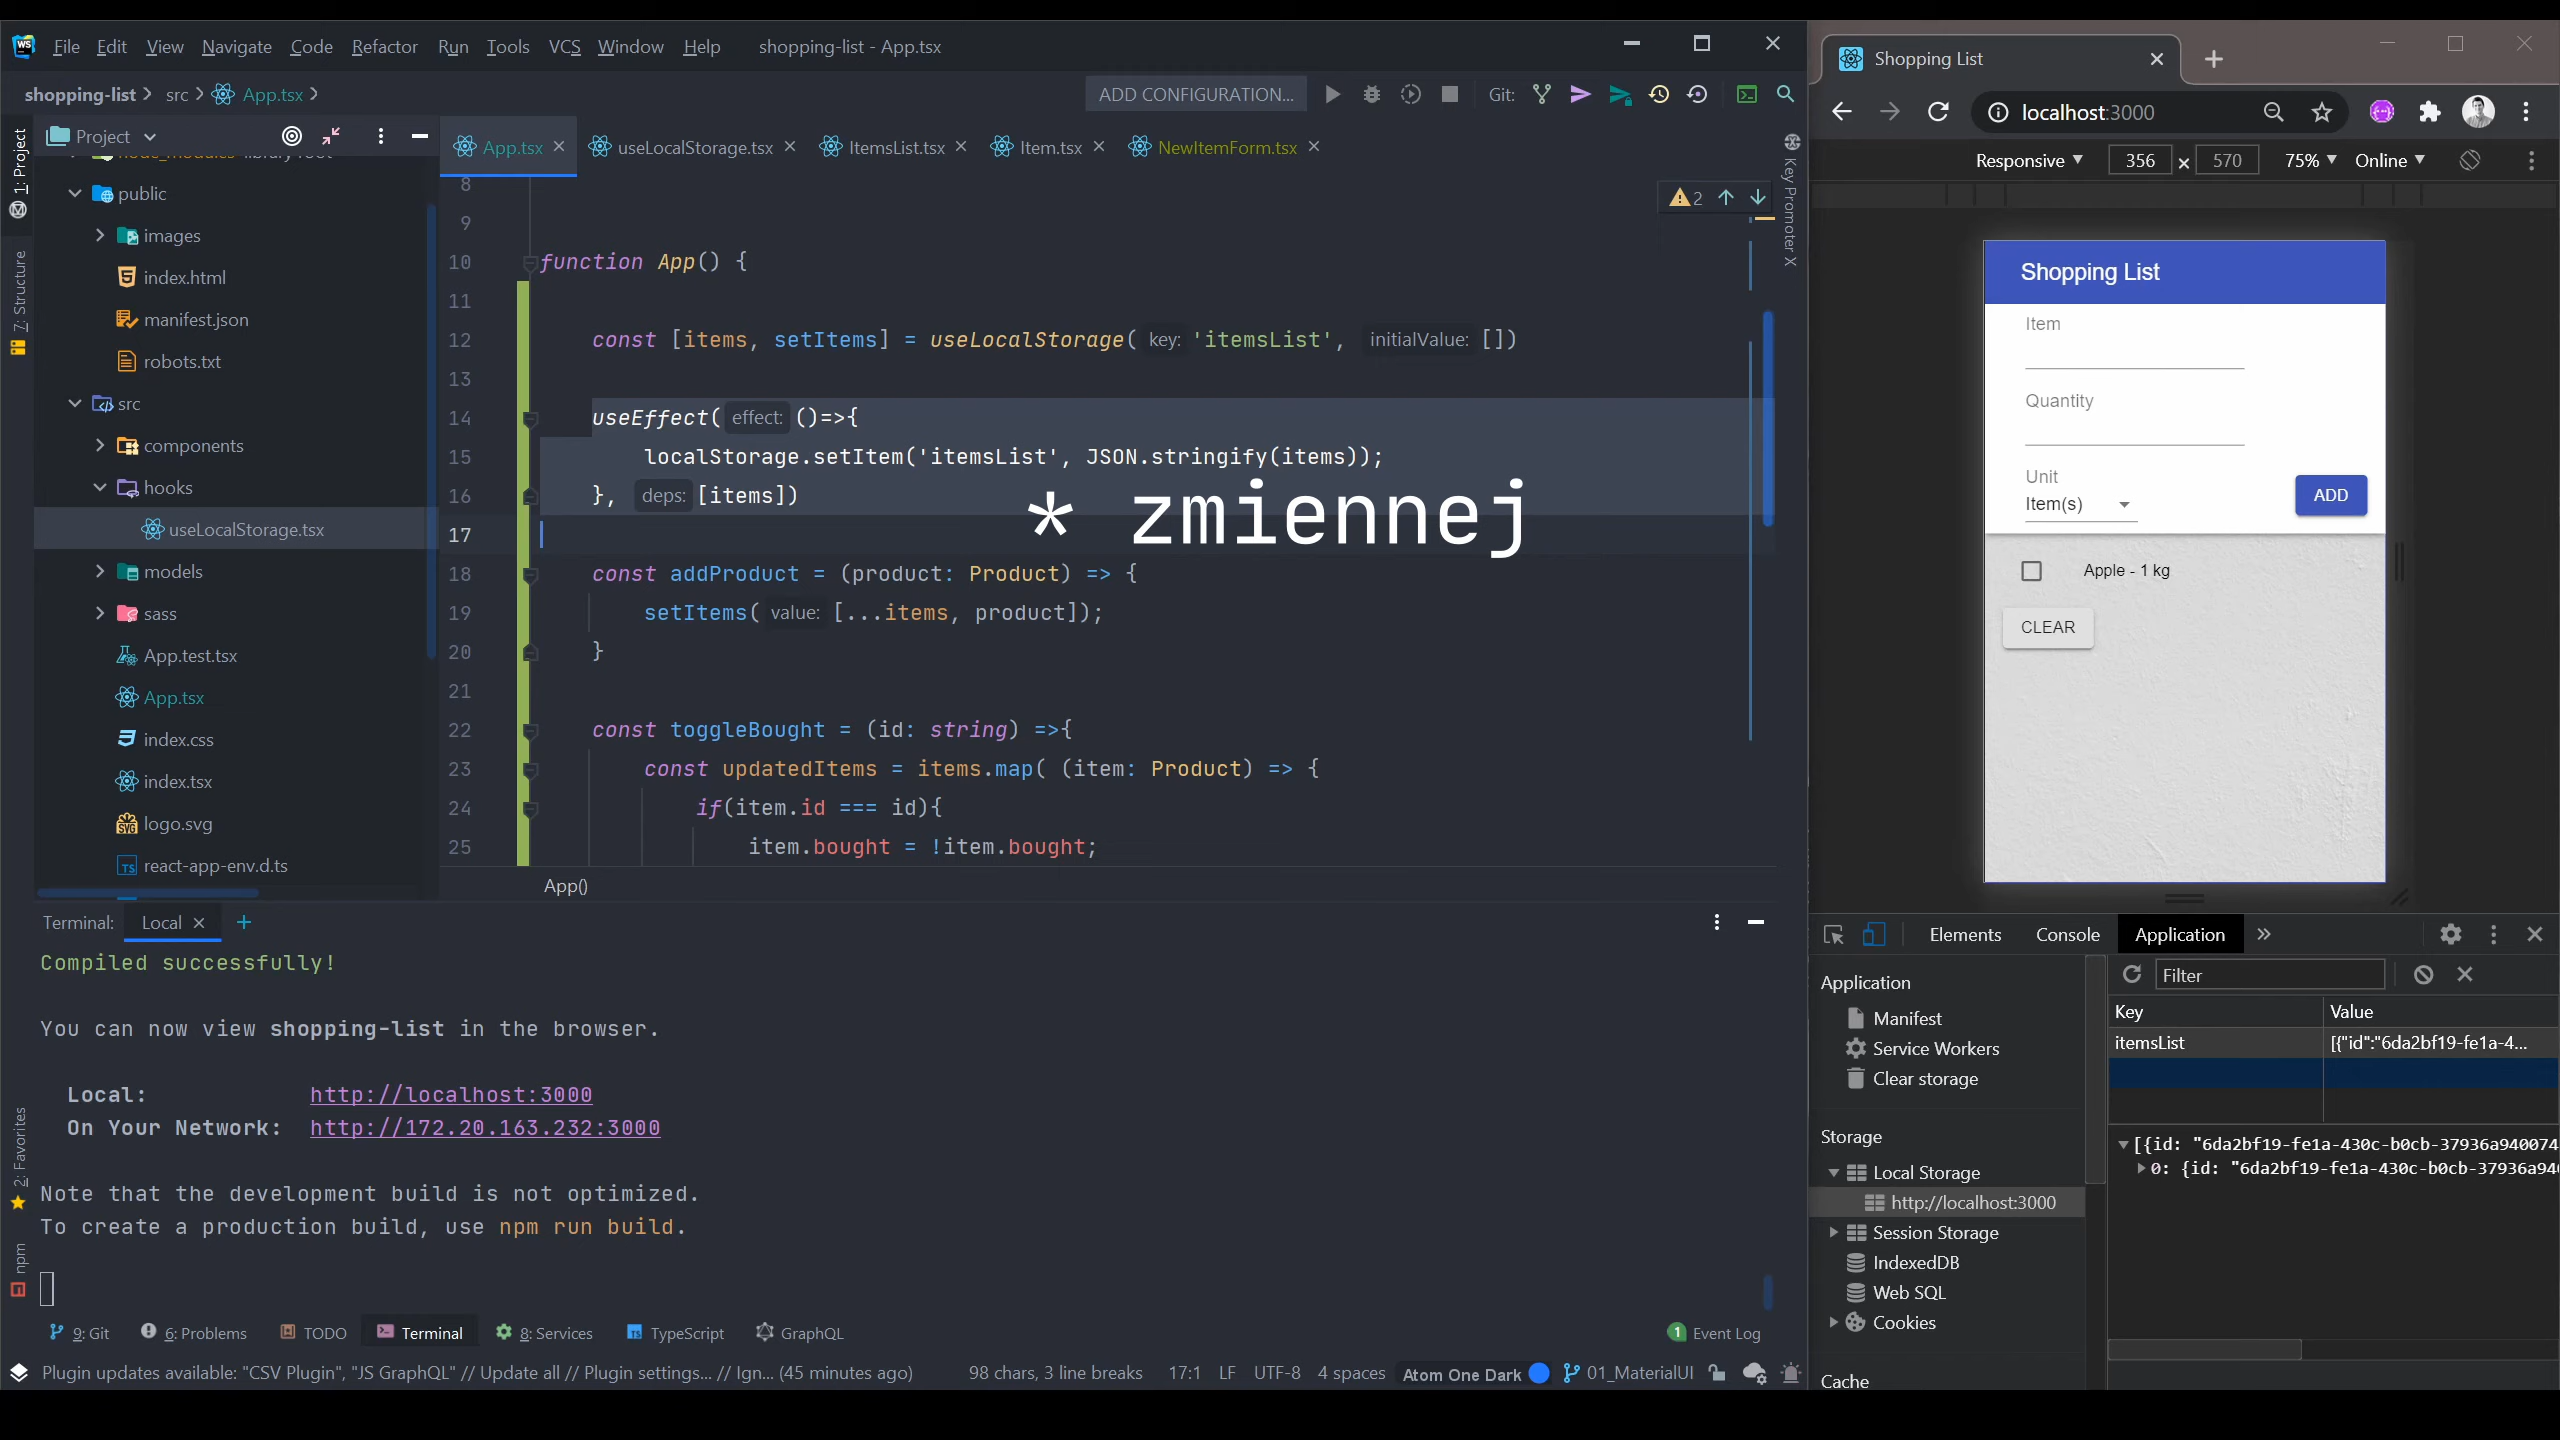 File Edit View Navigate Code Refactor Run Tools VCS Window Help shopping-list - App.tsx
shopping-list src App.tsx
ADD CONFIGURATION... Git:
1: Project
7: Structure
2: Favorites
npm
Project
public
images
index.html
manifest.json
robots.txt
src
components
hooks
useLocalStorage.tsx
models
sass
App.test.tsx
App.tsx
index.css
index.tsx
logo.svg
react-app-env.d.ts
App.tsx useLocalStorage.tsx ItemsList.tsx Item.tsx NewItemForm.tsx
Key Promoter X
2
8
9
10 function App() {
11
12 const [items, setItems] = useLocalStorage( key: 'itemsList', initialValue: [])
13
14 useEffect( effect: ()=>{
15 localStorage.setItem('itemsList', JSON.stringify(items));
16 }, deps: [items])
* zmiennej
17
18 const addProduct = (product: Product) => {
19 setItems( value: [...items, product]);
20 }
21
22 const toggleBought = (id: string) =>{
23 const updatedItems = items.map( (item: Product) => {
24 if(item.id === id){
25 item.bought = !item.bought;
App()
Terminal: Local +
Compiled successfully!
You can now view shopping-list in the browser.
Local: http://localhost:3000
On Your Network: http://172.20.163.232:3000
Note that the development build is not optimized.
To create a production build, use npm run build.
9: Git 6: Problems TODO Terminal 8: Services TypeScript GraphQL 1 Event Log
Plugin updates available: "CSV Plugin", "JS GraphQL" // Update all // Plugin settings... // Ign... (45 minutes ago) 98 chars, 3 line breaks 17:1 LF UTF-8 4 spaces Atom One Dark 01_MaterialUI
Shopping List
localhost:3000
Responsive 356 × 570 75% Online
Shopping List
Item
Quantity
Unit
Item(s)
ADD
Apple - 1 kg
CLEAR
Elements Console Application
Application
Manifest
Service Workers
Clear storage
Storage
Local Storage
http://localhost:3000
Session Storage
IndexedDB
Web SQL
Cookies
Cache
Filter
Key Value
itemsList [{"id":"6da2bf19-fe1a-4...
[{id: "6da2bf19-fe1a-430c-b0cb-37936a940074
0: {id: "6da2bf19-fe1a-430c-b0cb-37936a940